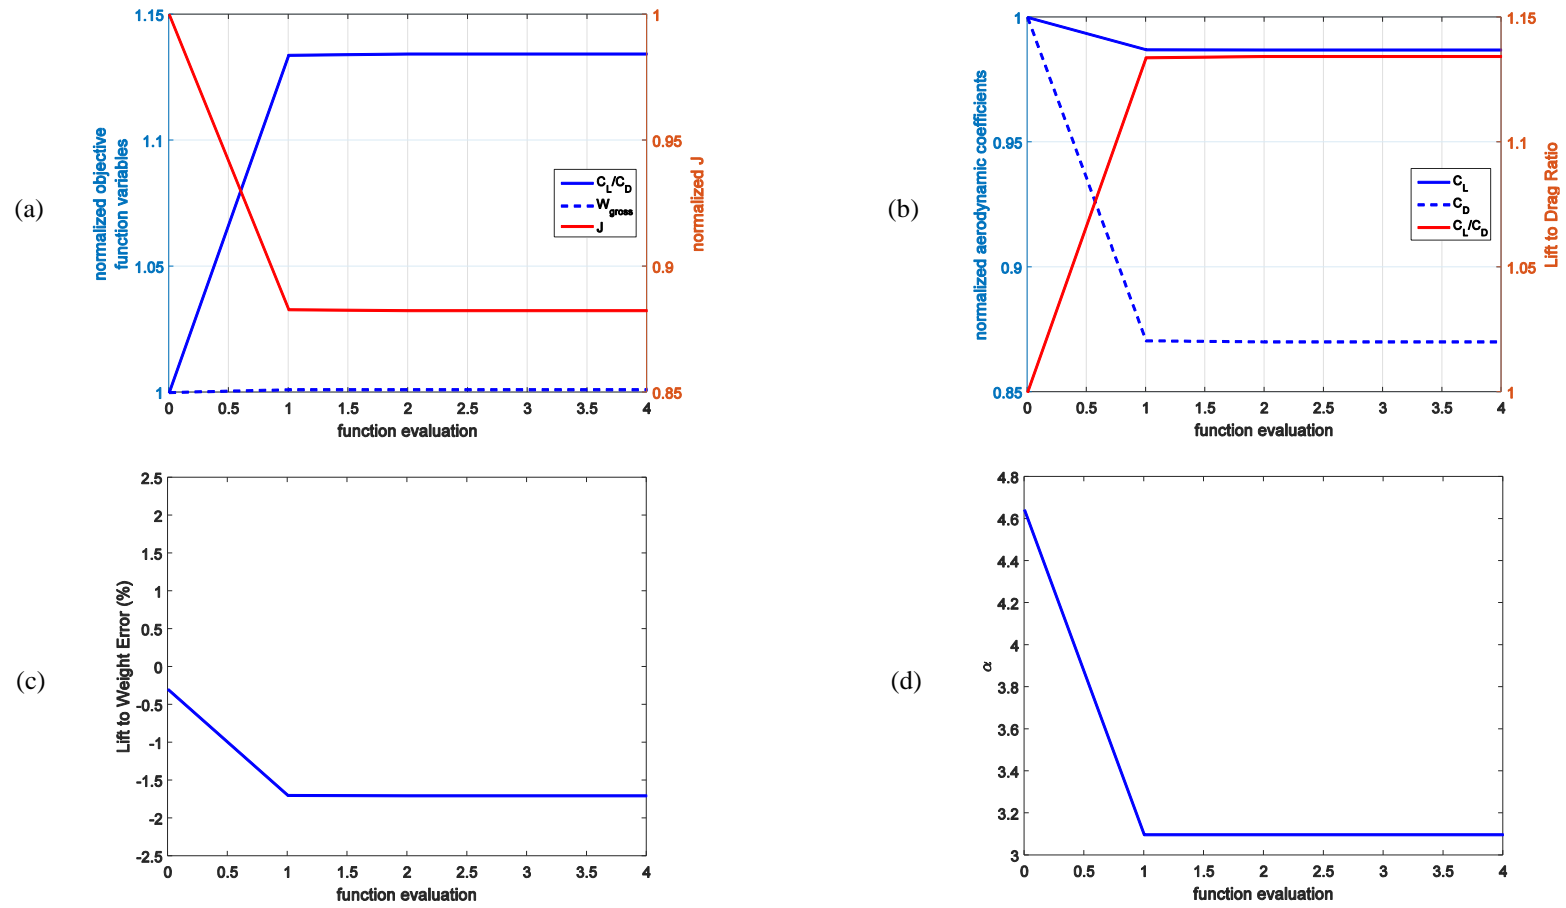 (a)
normalized objective
function variables
1.15
1.1
1.05
1
1
0.95
0.9
0.85
normalized J
C_L/C_D
W_gross
J
0 0.5 1 1.5 2 2.5 3 3.5 4
function evaluation
(b)
normalized aerodynamic coefficients
1
0.95
0.9
0.85
1.15
1.1
1.05
1
Lift to Drag Ratio
C_L
C_D
C_L/C_D
0 0.5 1 1.5 2 2.5 3 3.5 4
function evaluation
(c)
Lift to Weight Error (%)
2.5
2
1.5
1
0.5
0
-0.5
-1
-1.5
-2
-2.5
0 0.5 1 1.5 2 2.5 3 3.5 4
function evaluation
(d)
α
4.8
4.6
4.4
4.2
4
3.8
3.6
3.4
3.2
3
0 0.5 1 1.5 2 2.5 3 3.5 4
function evaluation